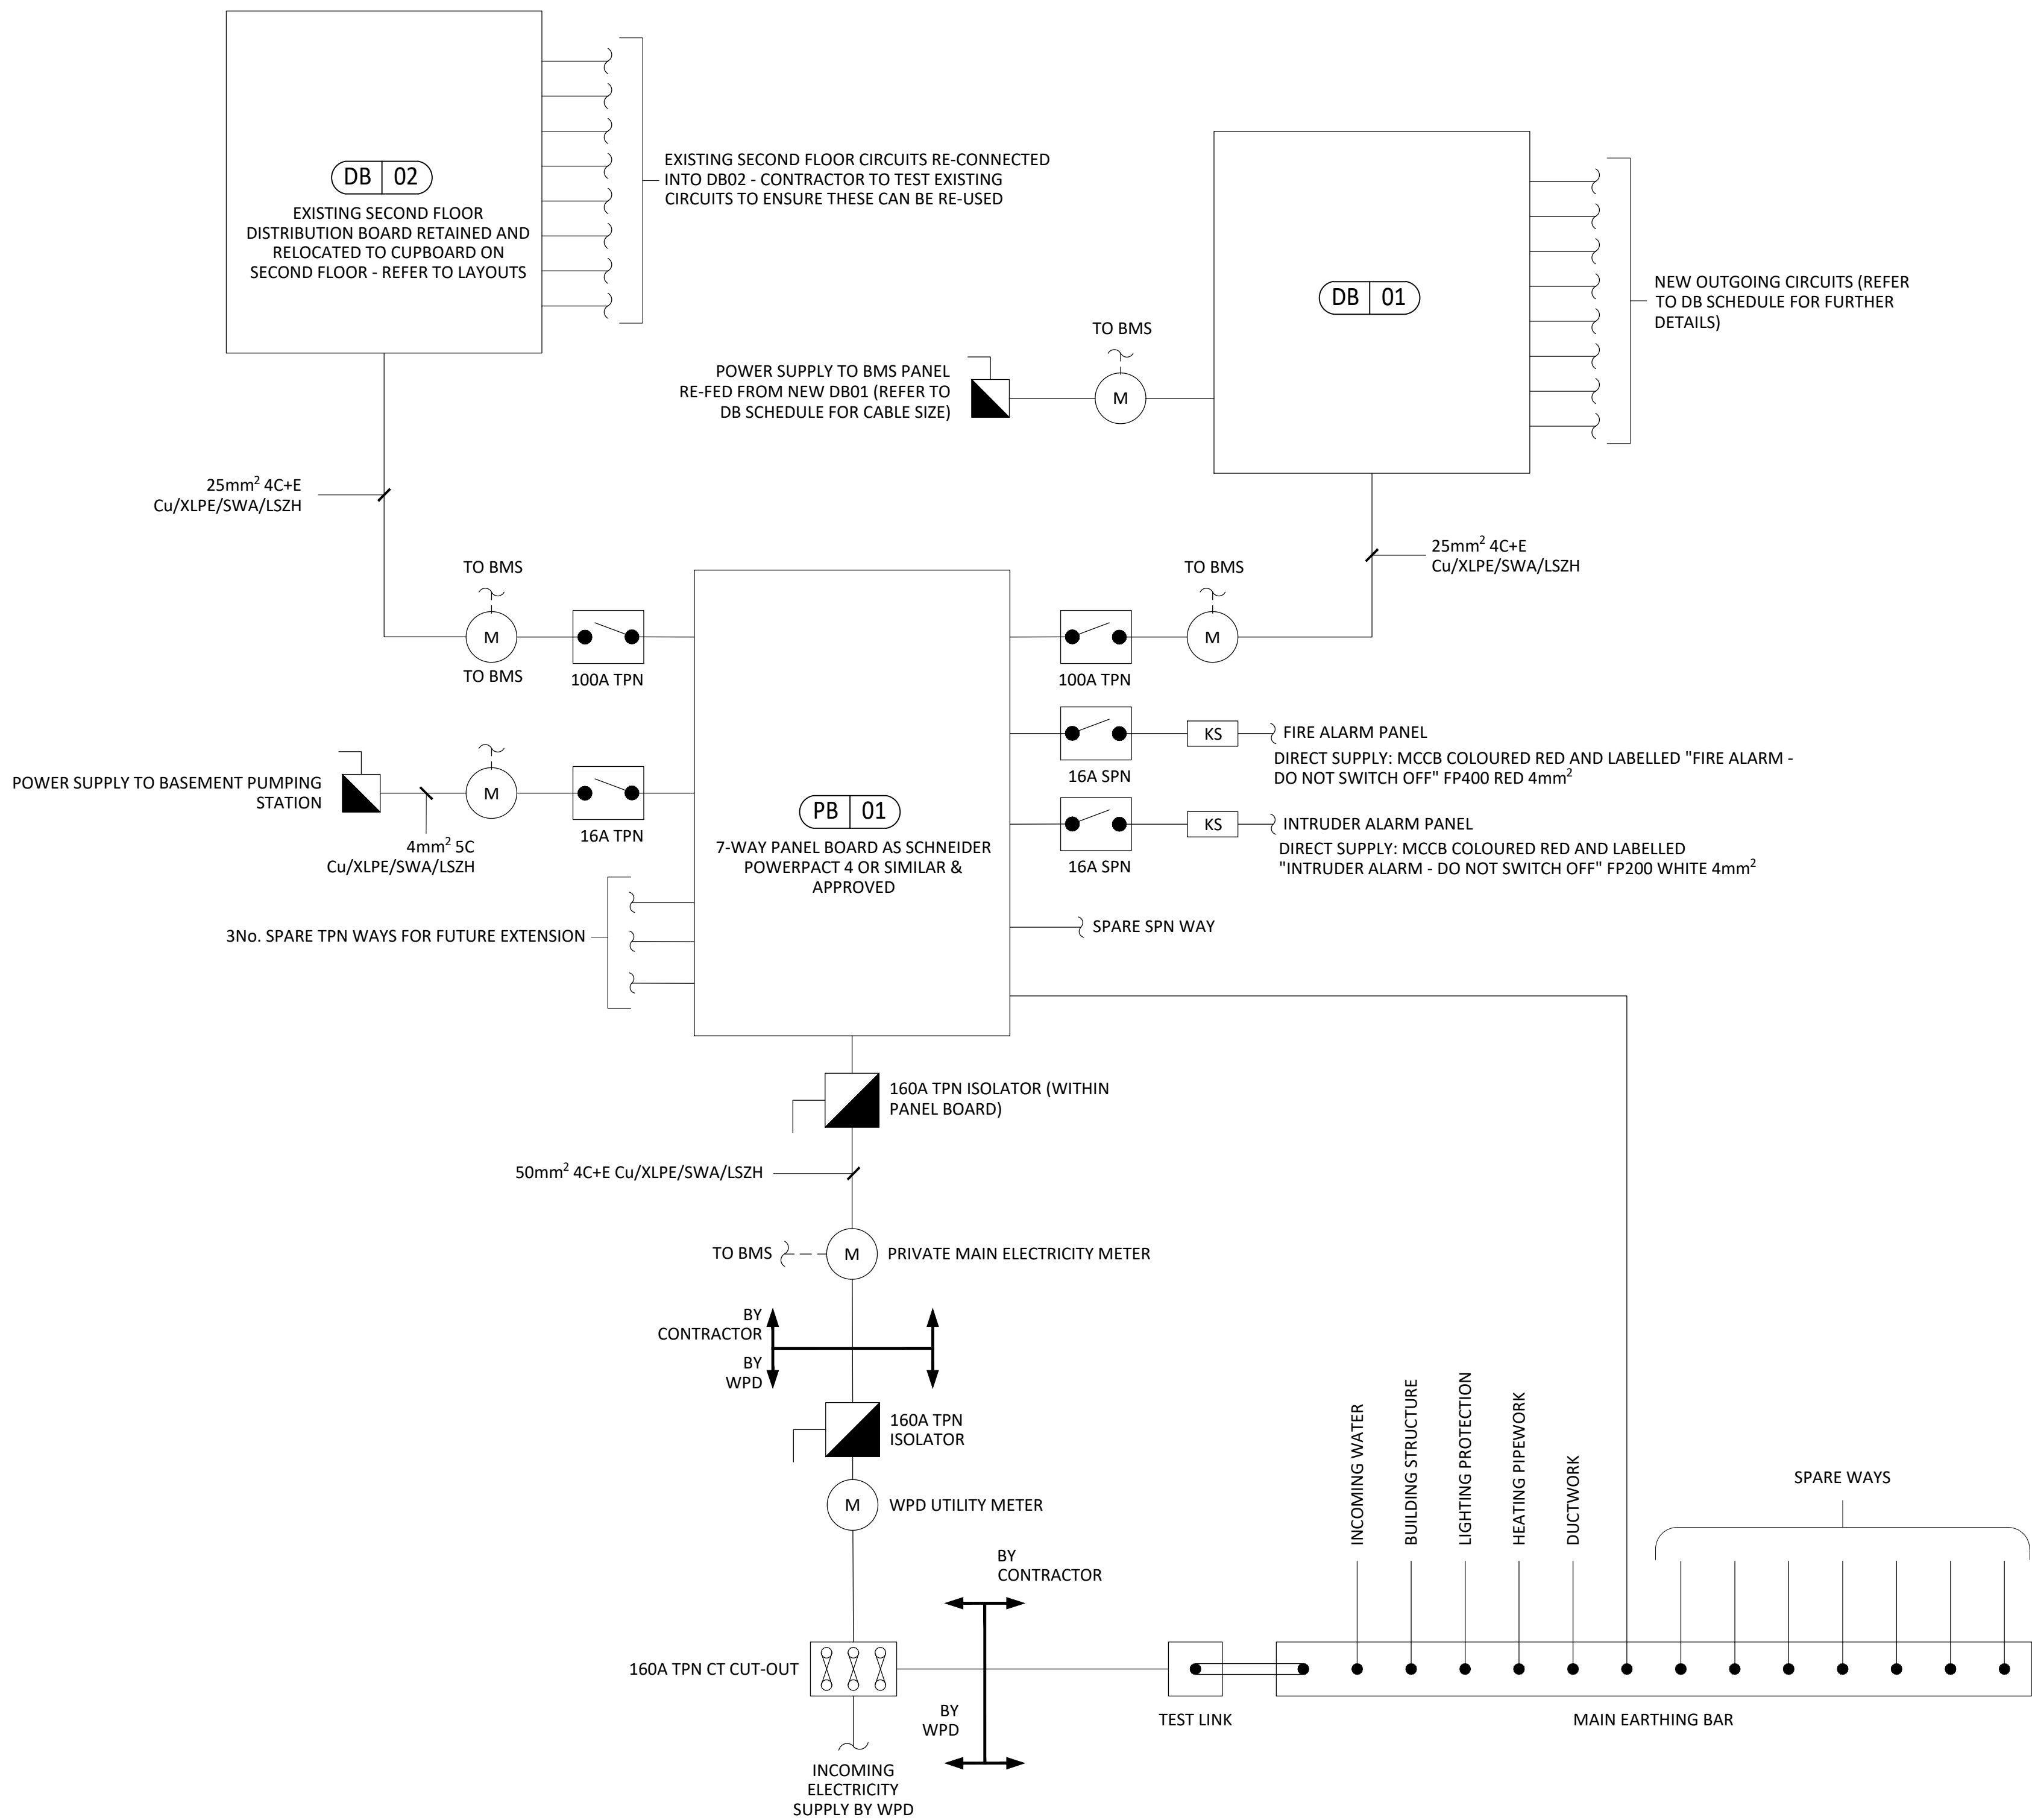 DB 02
EXISTING SECOND FLOOR
DISTRIBUTION BOARD RETAINED AND
RELOCATED TO CUPBOARD ON
SECOND FLOOR - REFER TO LAYOUTS
EXISTING SECOND FLOOR CIRCUITS RE-CONNECTED
INTO DB02 - CONTRACTOR TO TEST EXISTING
CIRCUITS TO ENSURE THESE CAN BE RE-USED
DB 01
NEW OUTGOING CIRCUITS (REFER
TO DB SCHEDULE FOR FURTHER
DETAILS)
TO BMS
POWER SUPPLY TO BMS PANEL
RE-FED FROM NEW DB01 (REFER TO
DB SCHEDULE FOR CABLE SIZE)
M
25mm² 4C+E
Cu/XLPE/SWA/LSZH
25mm² 4C+E
Cu/XLPE/SWA/LSZH
TO BMS
M
TO BMS
100A TPN
100A TPN
TO BMS
M
16A SPN
KS
FIRE ALARM PANEL
DIRECT SUPPLY: MCCB COLOURED RED AND LABELLED "FIRE ALARM -
DO NOT SWITCH OFF" FP400 RED 4mm²
POWER SUPPLY TO BASEMENT PUMPING
STATION
M
16A TPN
4mm² 5C
Cu/XLPE/SWA/LSZH
PB 01
7-WAY PANEL BOARD AS SCHNEIDER
POWERPACT 4 OR SIMILAR &
APPROVED
16A SPN
KS
INTRUDER ALARM PANEL
DIRECT SUPPLY: MCCB COLOURED RED AND LABELLED
"INTRUDER ALARM - DO NOT SWITCH OFF" FP200 WHITE 4mm²
3No. SPARE TPN WAYS FOR FUTURE EXTENSION
SPARE SPN WAY
160A TPN ISOLATOR (WITHIN
PANEL BOARD)
50mm² 4C+E Cu/XLPE/SWA/LSZH
TO BMS
M
PRIVATE MAIN ELECTRICITY METER
BY
CONTRACTOR
BY
WPD
160A TPN
ISOLATOR
M
WPD UTILITY METER
BY
CONTRACTOR
BY
WPD
160A TPN CT CUT-OUT
INCOMING
ELECTRICITY
SUPPLY BY WPD
TEST LINK
INCOMING WATER
BUILDING STRUCTURE
LIGHTING PROTECTION
HEATING PIPEWORK
DUCTWORK
SPARE WAYS
MAIN EARTHING BAR